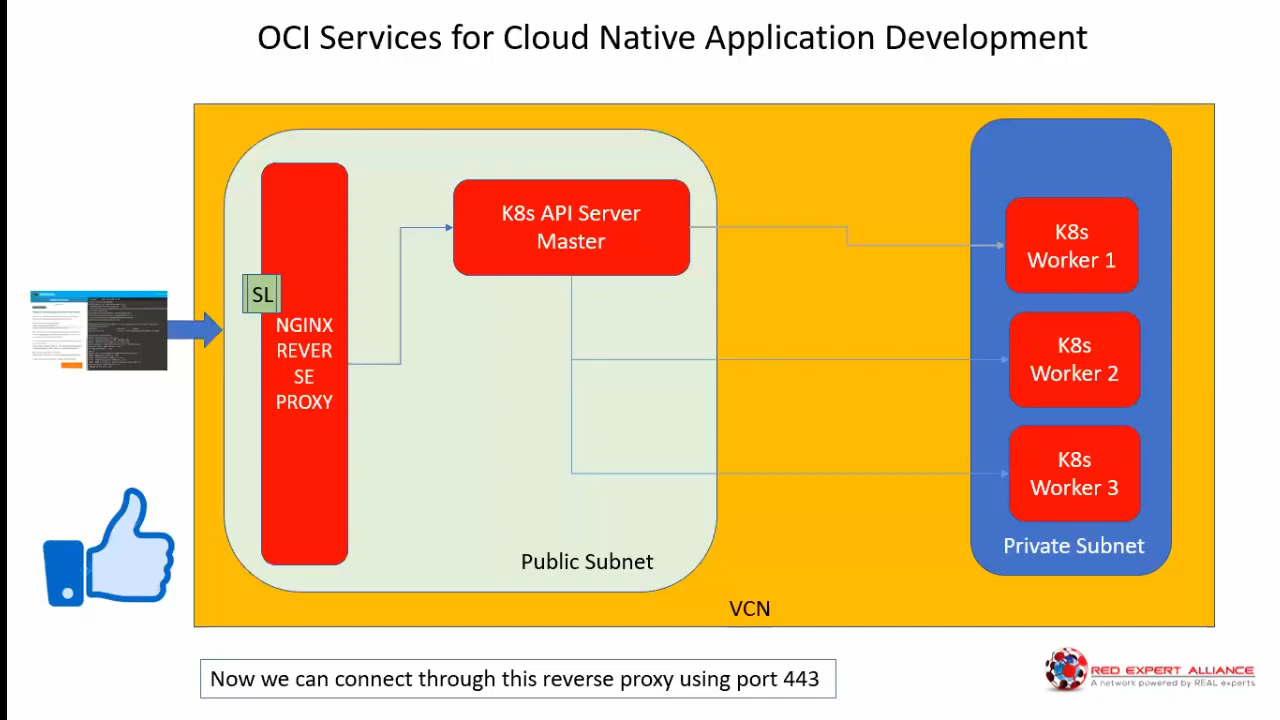 OCI Services for Cloud Native Application Development
K8s API Server
Master
K8s
Worker 1
SL
NGINX
REVER
SE
PROXY
K8s
Worker 2
K8s
Worker 3
Public Subnet
Private Subnet
VCN
Now we can connect through this reverse proxy using port 443
RED EXPERT ALLIANCE
A network powered by REAL experts